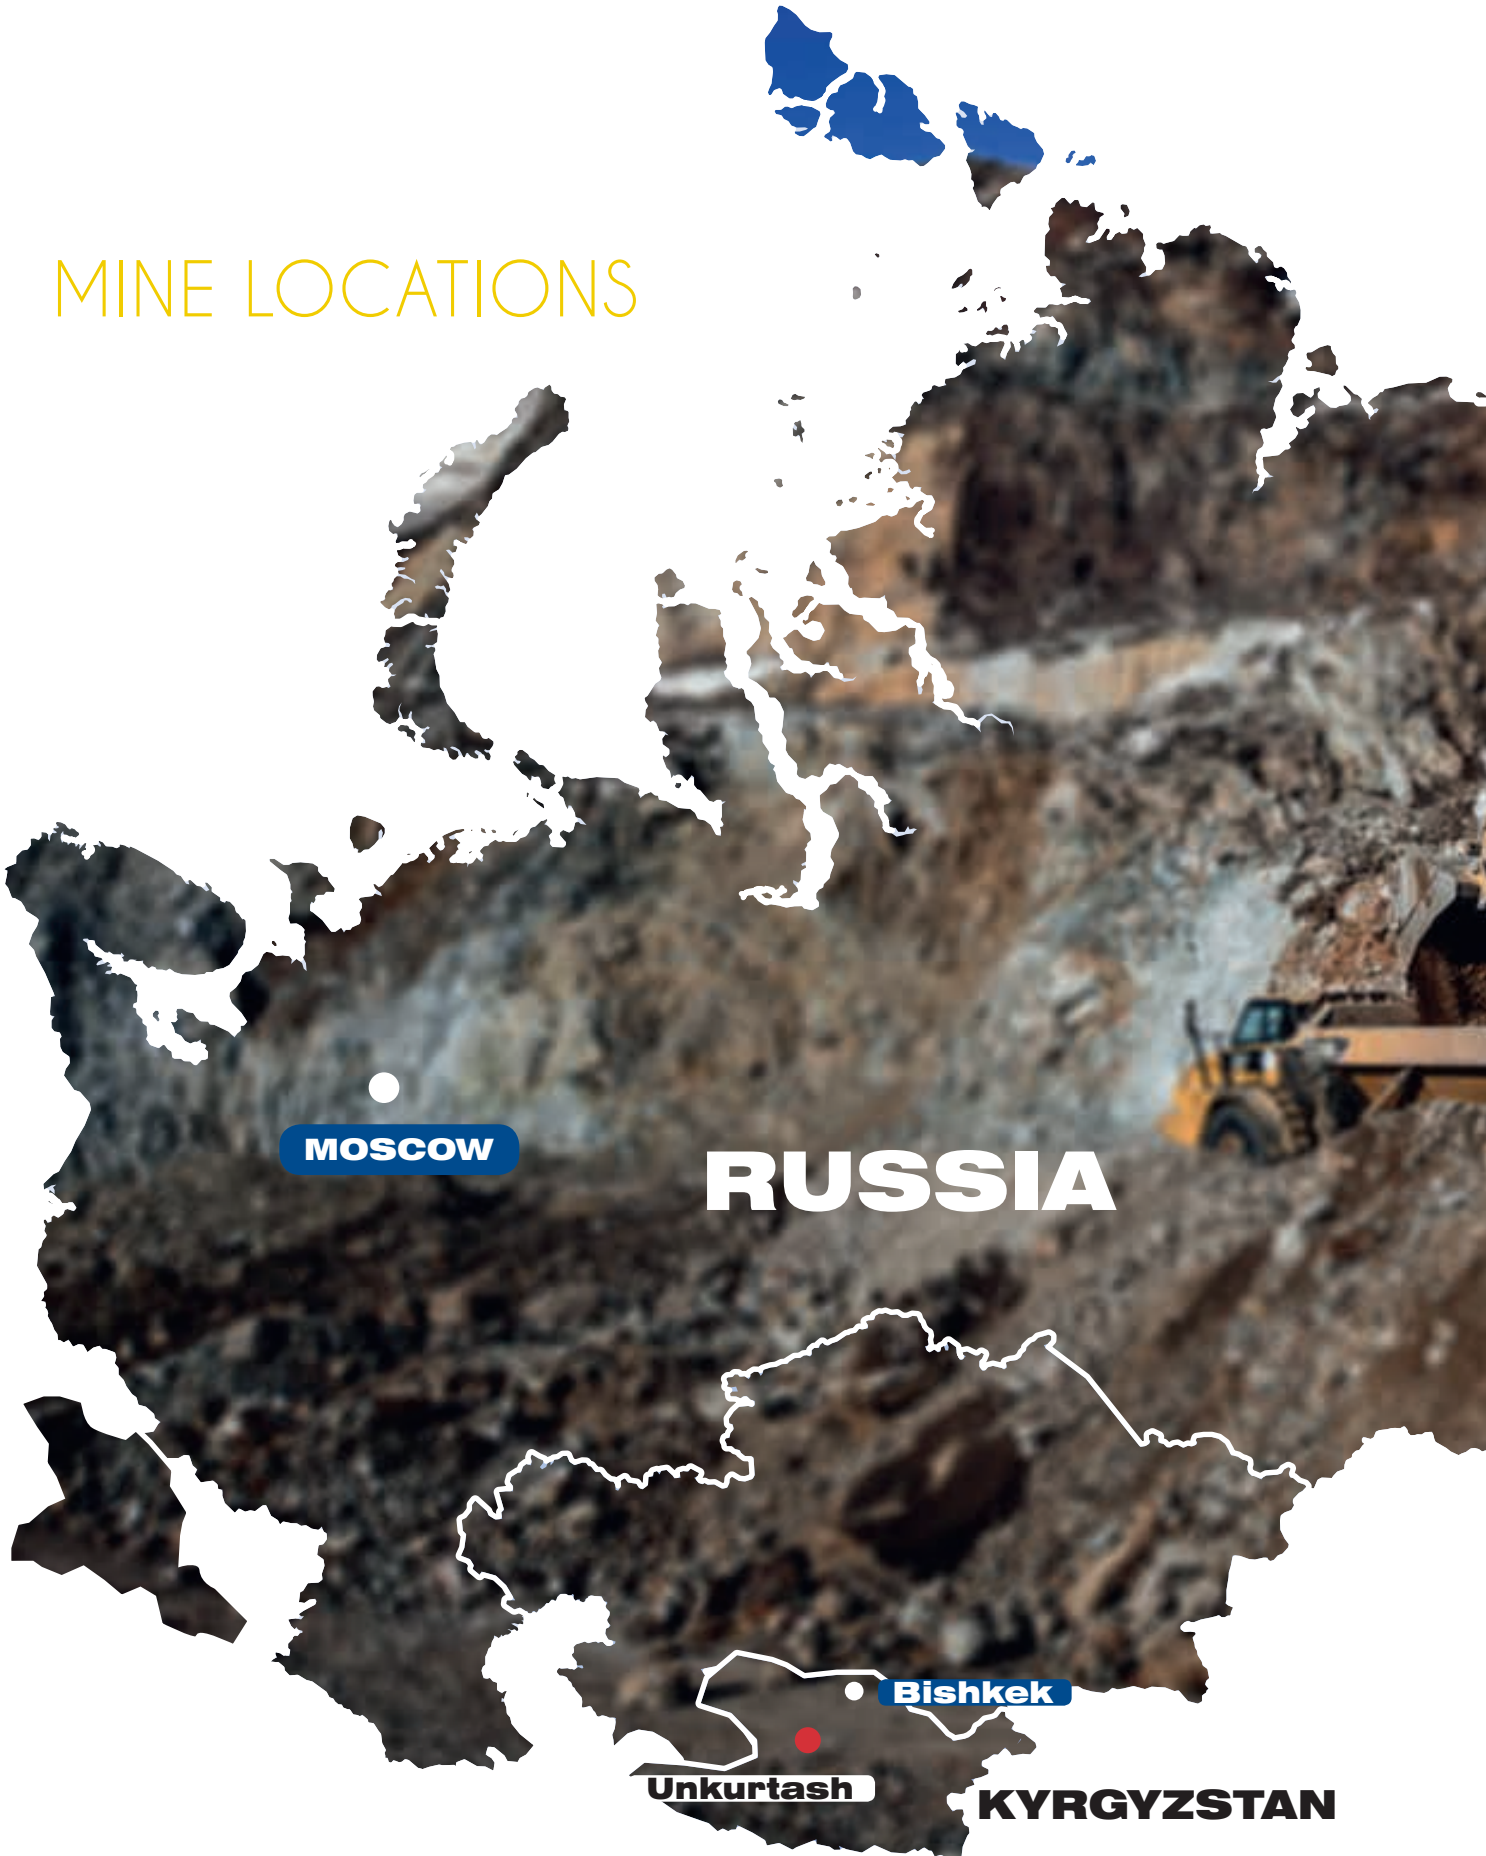 MINE LOCATIONS
MOSCOW
RUSSIA
Bishkek
Unkurtash
KYRGYZSTAN